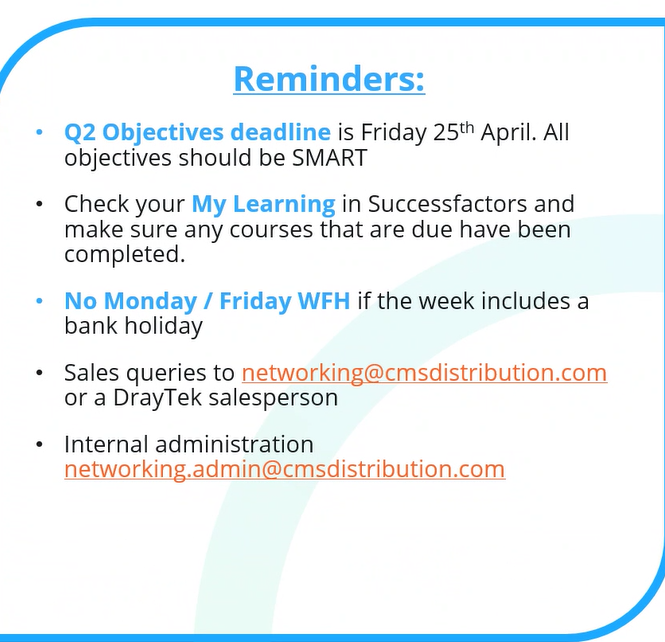 Reminders:
• Q2 Objectives deadline is Friday 25th April. All
objectives should be SMART
• Check your My Learning in Successfactors and
make sure any courses that are due have been
completed.
• No Monday / Friday WFH if the week includes a
bank holiday
• Sales queries to networking@cmsdistribution.com
or a DrayTek salesperson
• Internal administration
networking.admin@cmsdistribution.com